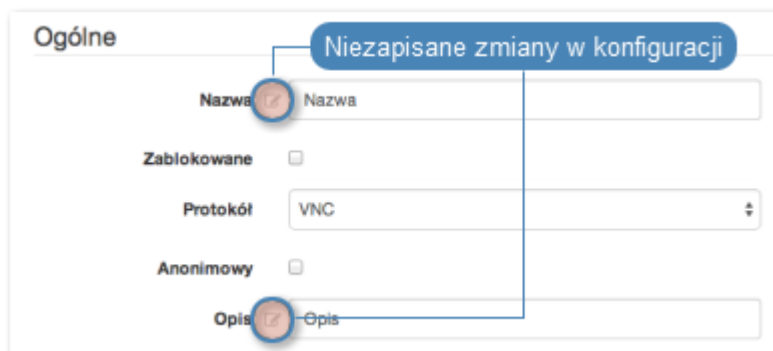 Ogólne
Niezapisane zmiany w konfiguracji
Nazwa Nazwa
Zablokowane
Protokół VNC
Anonimowy
Opis Opis